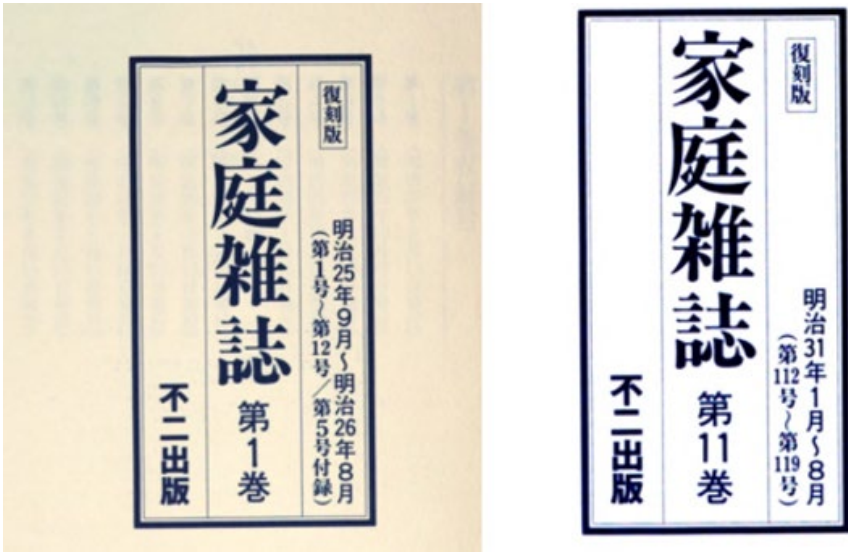 復刻版
明治25年9月〜明治26年8月
(第1号〜第12号/第5号付録)
家庭雑誌 第1巻
不二出版
復刻版
明治31年1月〜8月
(第112号〜第119号)
家庭雑誌 第11巻
不二出版